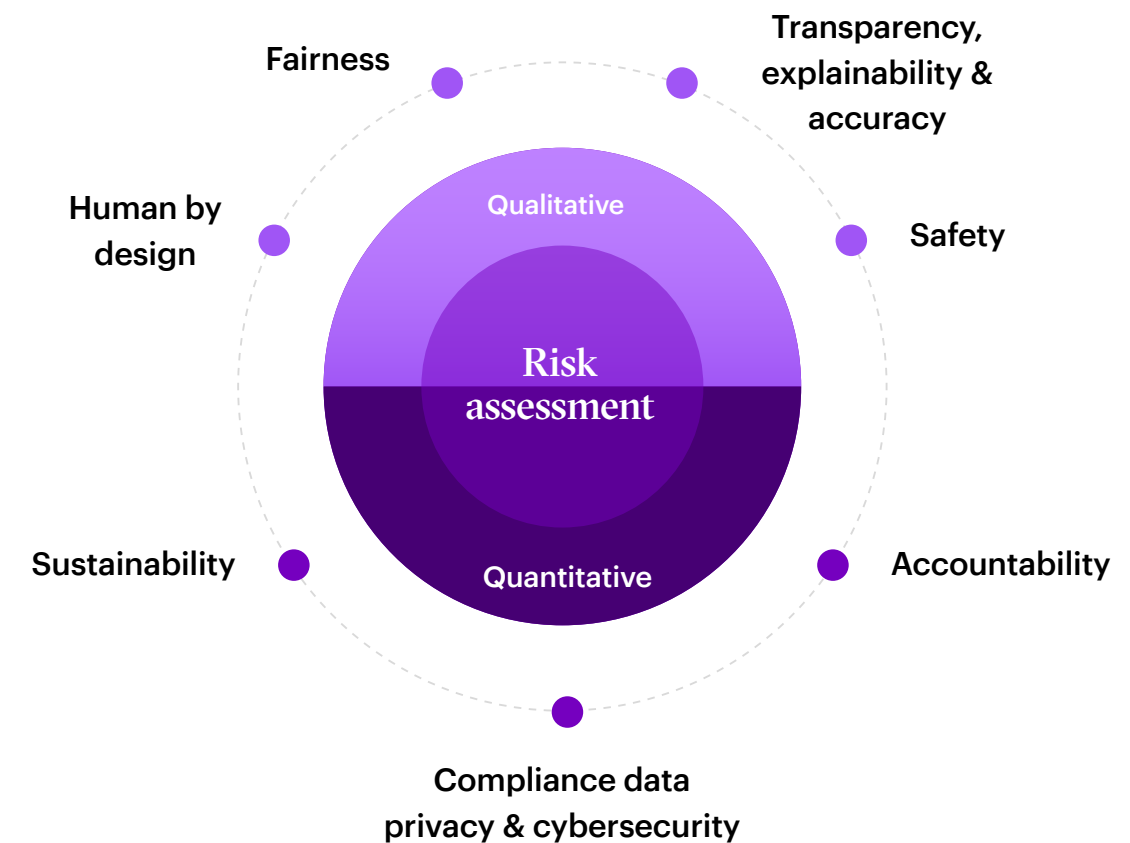 Fairness
Transparency,
explainability &
accuracy
Human by
design
Qualitative
Safety
Risk
assessment
Sustainability
Quantitative
Accountability
Compliance data
privacy & cybersecurity